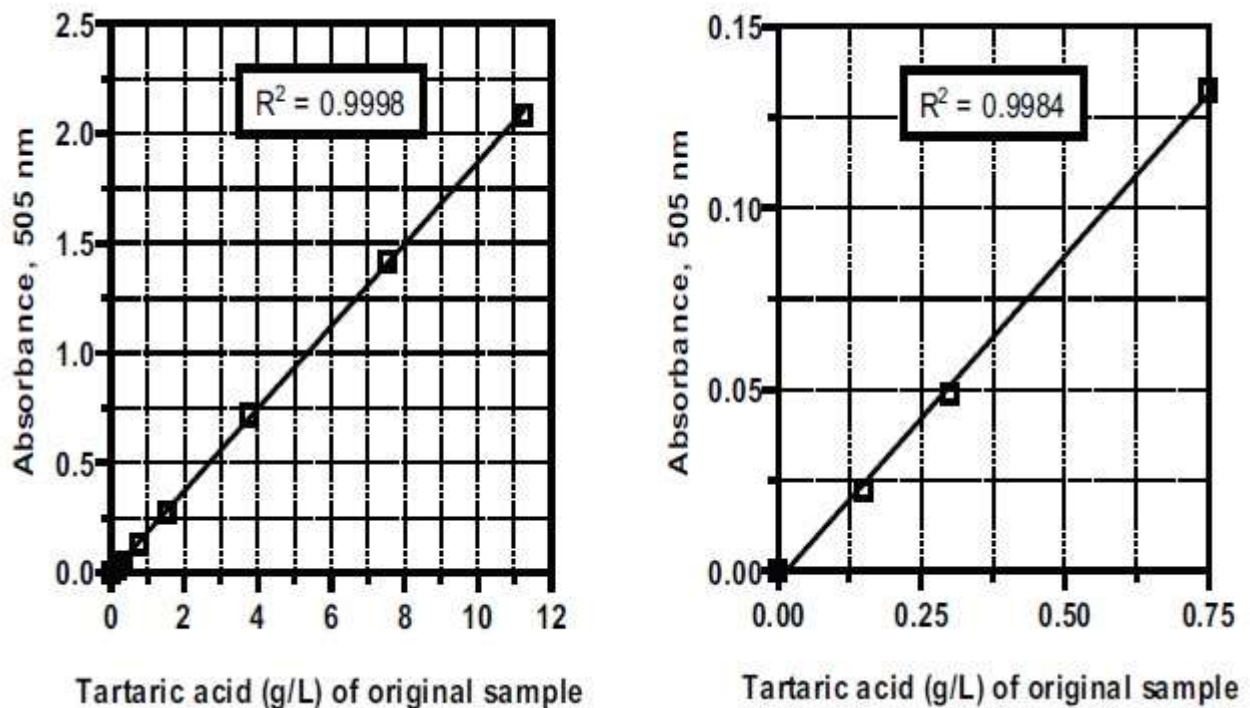 2.5
2.0
1.5
1.0
0.5
0.0
Absorbance, 505 nm
R² = 0.9998
0 2 4 6 8 10 12
Tartaric acid (g/L) of original sample
0.15
0.10
0.05
0.00
Absorbance, 505 nm
R² = 0.9984
0.00 0.25 0.50 0.75
Tartaric acid (g/L) of original sample